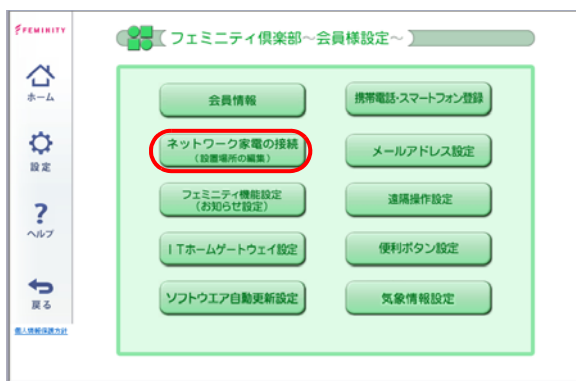 FEMINITY
フェミニティ倶楽部～会員様設定～
ホーム
設定
ヘルプ
戻る
個人情報保護方針
会員情報
携帯電話・スマートフォン登録
ネットワーク家電の接続
(設置場所の編集)
メールアドレス設定
フェミニティ機能設定
(お知らせ設定)
遠隔操作設定
ITホームゲートウェイ設定
便利ボタン設定
ソフトウエア自動更新設定
気象情報設定